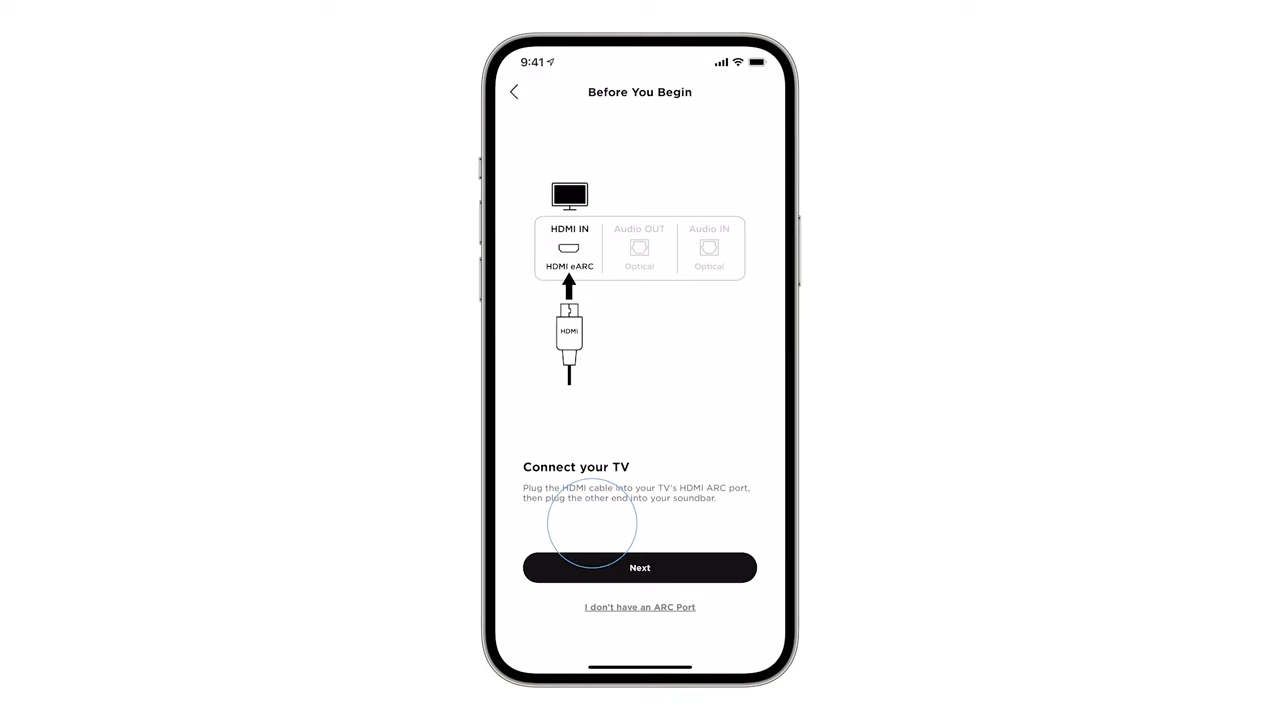 9:41
Before You Begin
HDMI IN
HDMI eARC
Audio OUT
Optical
Audio IN
Optical
HDMI
Connect your TV
Plug the HDMI cable into your TV's HDMI ARC port,
then plug the other end into your soundbar.
Next
I don't have an ARC Port